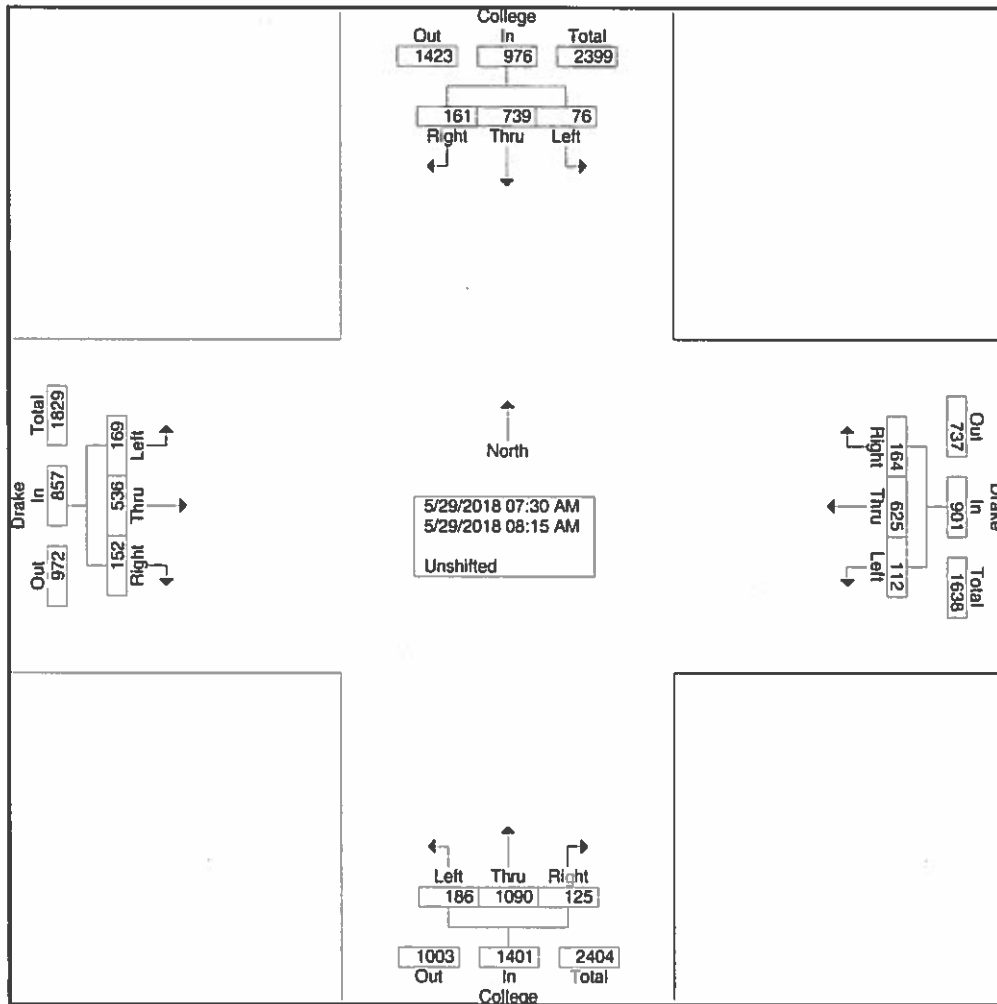 College
Out In Total
1423 976 2399
161 739 76
Right Thru Left
Drake
Total In Out
1829 857 972
169 536 152
Left Thru Right
North
5/29/2018 07:30 AM
5/29/2018 08:15 AM
Unshifted
Right Thru Left
164 625 112
Out In Total
737 901 1638
Drake
Left Thru Right
186 1090 125
1003 1401 2404
Out In Total
College